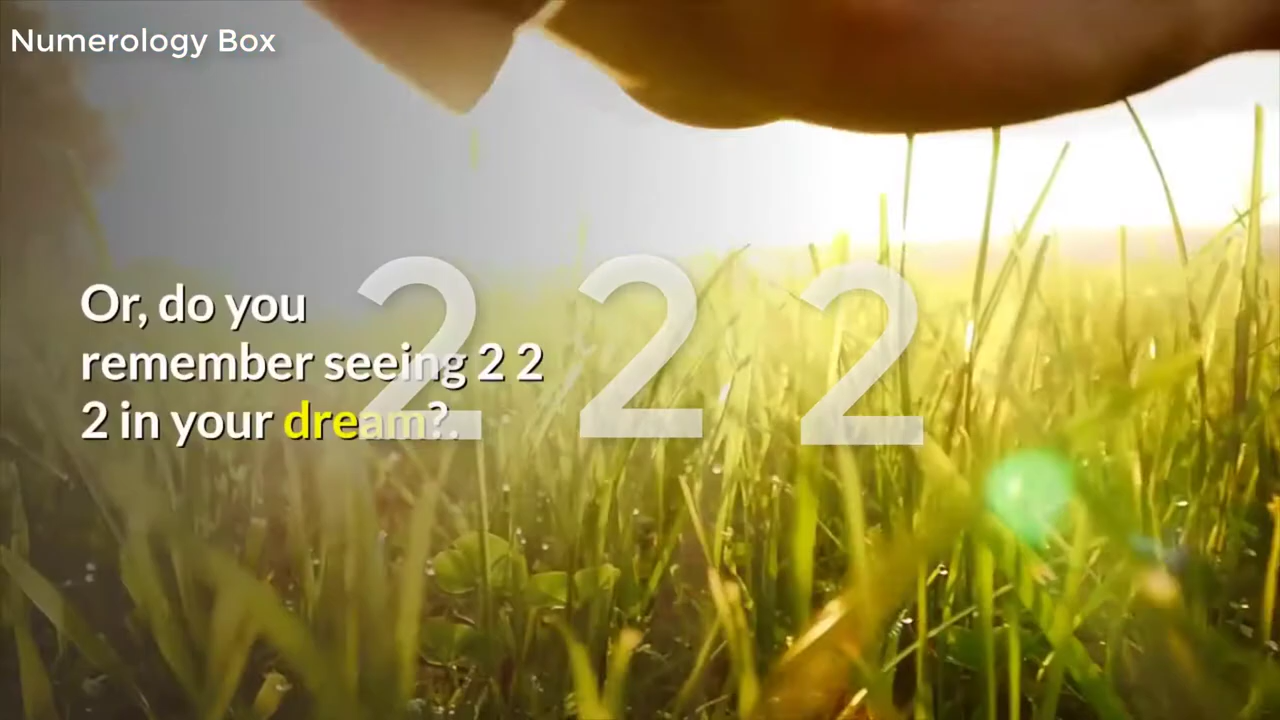 Numerology Box
Or, do you
remember seeing 2 2
2 in your dream?.
2 2 2